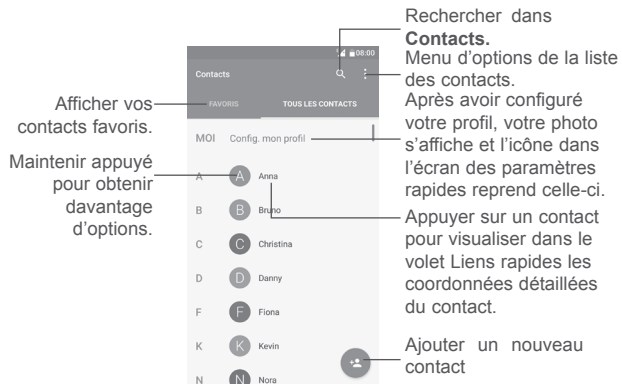 Rechercher dans
Contacts.
Menu d'options de la liste
des contacts.
Après avoir configuré
votre profil, votre photo
s'affiche et l'icône dans
l'écran des paramètres
rapides reprend celle-ci.
Appuyer sur un contact
pour visualiser dans le
volet Liens rapides les
coordonnées détaillées
du contact.
Ajouter un nouveau
contact
Afficher vos
contacts favoris.
Maintenir appuyé
pour obtenir
davantage
d'options.
08:00
Contacts
FAVORIS TOUS LES CONTACTS
MOI Config. mon profil
A A Anna
B B Bruno
C C Christina
D D Danny
F F Fiona
K K Kevin
N N Nora